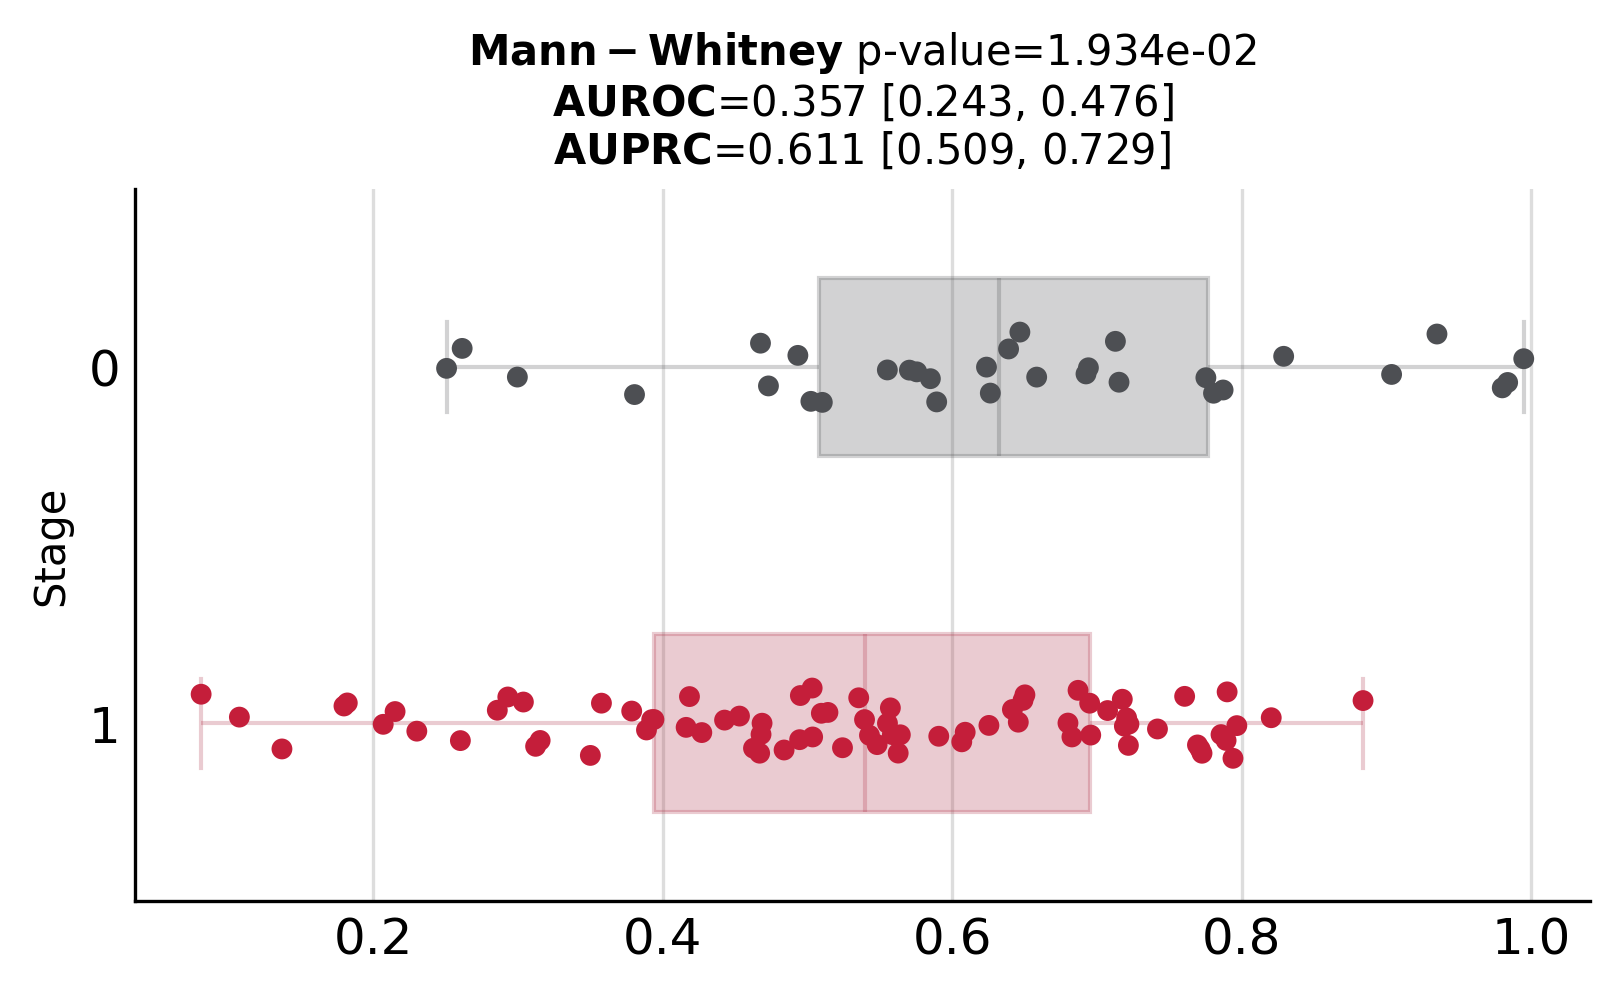 Mann − Whitney p-value=1.934e-02
AUROC=0.357 [0.243, 0.476]
AUPRC=0.611 [0.509, 0.729]
Stage
0
1
0.2 0.4 0.6 0.8 1.0